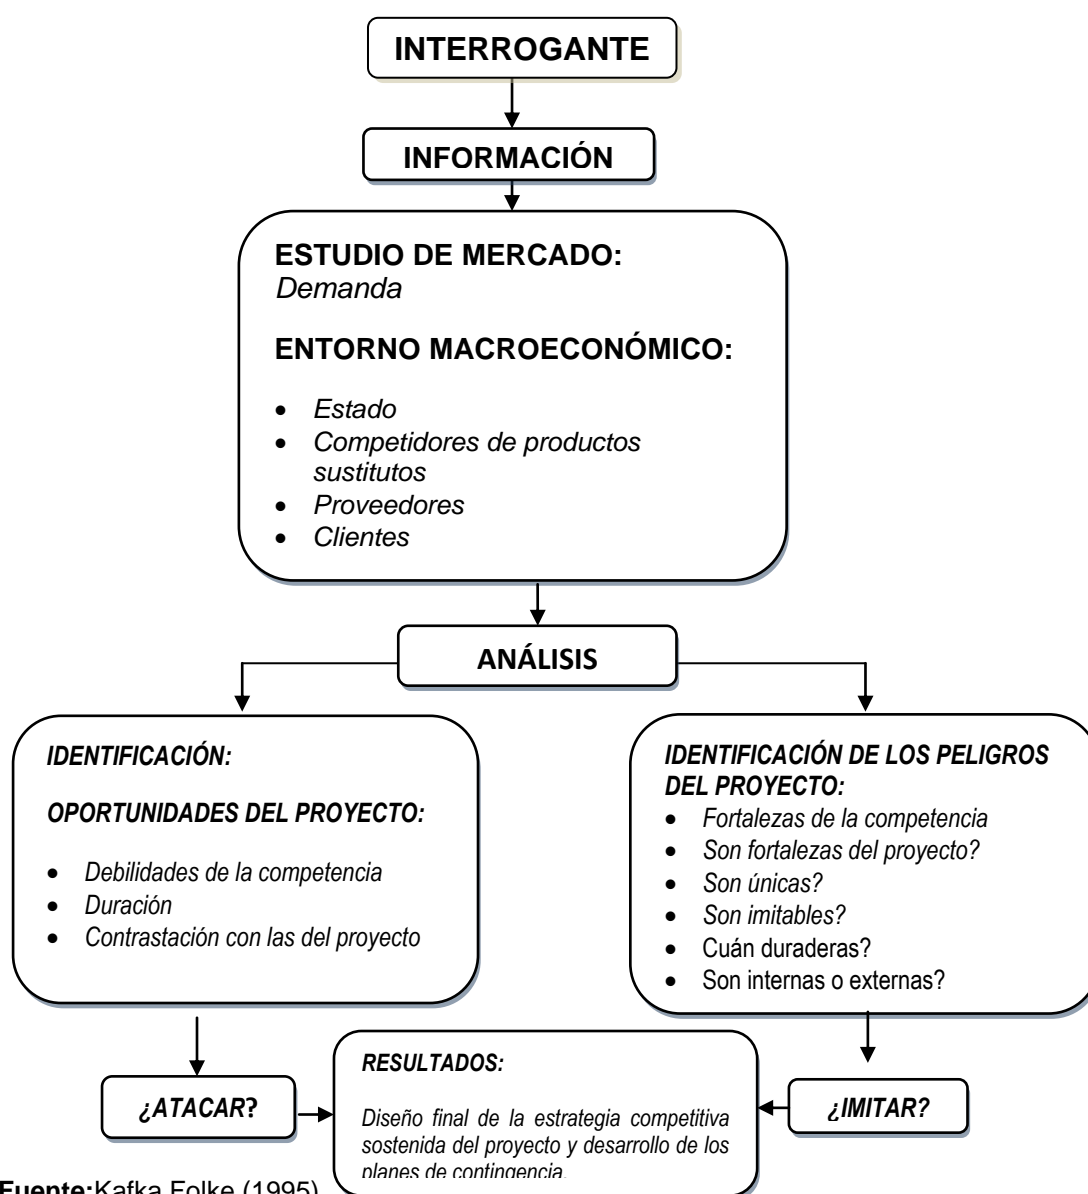 INTERROGANTE
INFORMACIÓN
ESTUDIO DE MERCADO:
Demanda
ENTORNO MACROECONÓMICO:
• Estado
• Competidores de productos
sustitutos
• Proveedores
• Clientes
ANÁLISIS
IDENTIFICACIÓN:
OPORTUNIDADES DEL PROYECTO:
• Debilidades de la competencia
• Duración
• Contrastación con las del proyecto
IDENTIFICACIÓN DE LOS PELIGROS
DEL PROYECTO:
• Fortalezas de la competencia
• Son fortalezas del proyecto?
• Son únicas?
• Son imitables?
• Cuán duraderas?
• Son internas o externas?
¿ATACAR?
RESULTADOS:
Diseño final de la estrategia competitiva
sostenida del proyecto y desarrollo de los
planes de contingencia.
¿IMITAR?
Fuente:Kafka Folke (1995)